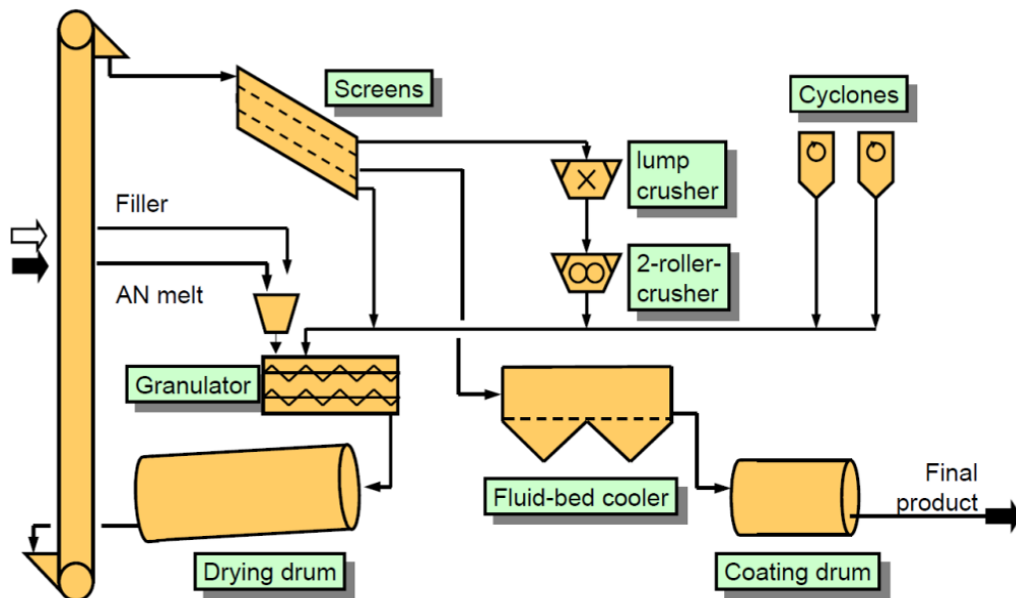 Screens
Cyclones
lump
crusher
Filler
2-roller-
crusher
AN melt
Granulator
Final
product
Fluid-bed cooler
Drying drum
Coating drum